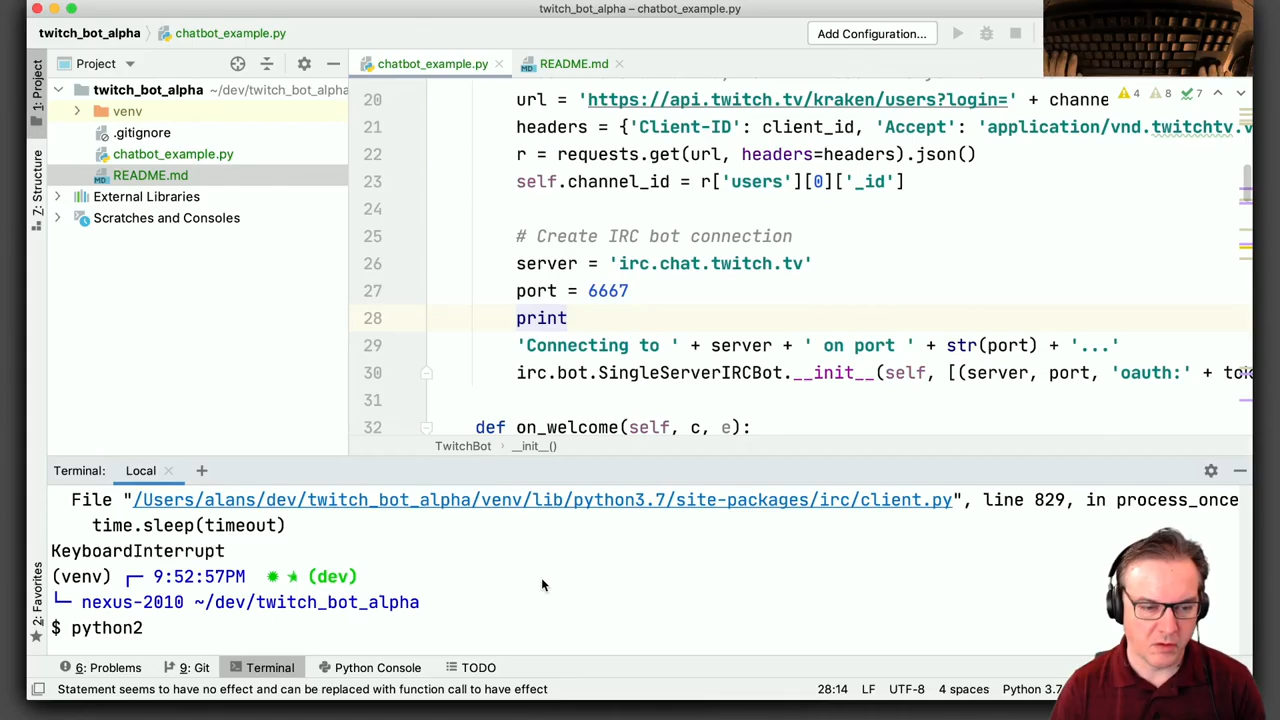 twitch_bot_alpha – chatbot_example.py
twitch_bot_alpha
chatbot_example.py
Add Configuration...
1: Project
Project
chatbot_example.py
README.md
twitch_bot_alpha ~/dev/twitch_bot_alpha
venv
.gitignore
chatbot_example.py
README.md
External Libraries
Scratches and Consoles
Z: Structure
2: Favorites
4 8 7
20 url = 'https://api.twitch.tv/kraken/users?login=' + channe
21 headers = {'Client-ID': client_id, 'Accept': 'application/vnd.twitchtv.v
22 r = requests.get(url, headers=headers).json()
23 self.channel_id = r['users'][0]['_id']
24
25 # Create IRC bot connection
26 server = 'irc.chat.twitch.tv'
27 port = 6667
28 print
29 'Connecting to ' + server + ' on port ' + str(port) + '...'
30 irc.bot.SingleServerIRCBot.__init__(self, [(server, port, 'oauth:' + tok
31
32 def on_welcome(self, c, e):
TwitchBot › __init__()
Terminal: Local
File "/Users/alans/dev/twitch_bot_alpha/venv/lib/python3.7/site-packages/irc/client.py", line 829, in process_once
time.sleep(timeout)
KeyboardInterrupt
(venv) 9:52:57PM (dev)
nexus-2010 ~/dev/twitch_bot_alpha
$ python2
6: Problems
9: Git
Terminal
Python Console
TODO
Statement seems to have no effect and can be replaced with function call to have effect
28:14 LF UTF-8 4 spaces Python 3.7